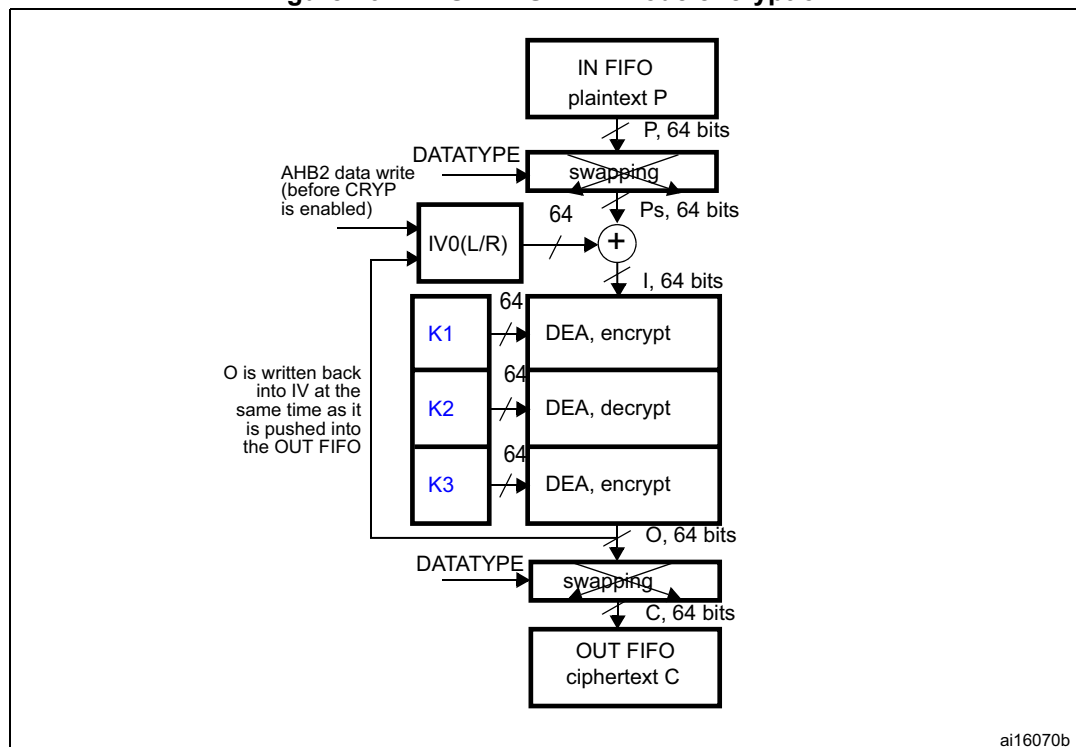 IN FIFO
plaintext P
P, 64 bits
DATATYPE
swapping
AHB2 data write
(before CRYP
is enabled)
Ps, 64 bits
64
IV0(L/R)
+
I, 64 bits
64
K1
DEA, encrypt
64
K2
DEA, decrypt
64
K3
DEA, encrypt
O is written back
into IV at the
same time as it
is pushed into
the OUT FIFO
O, 64 bits
DATATYPE
swapping
C, 64 bits
OUT FIFO
ciphertext C
ai16070b